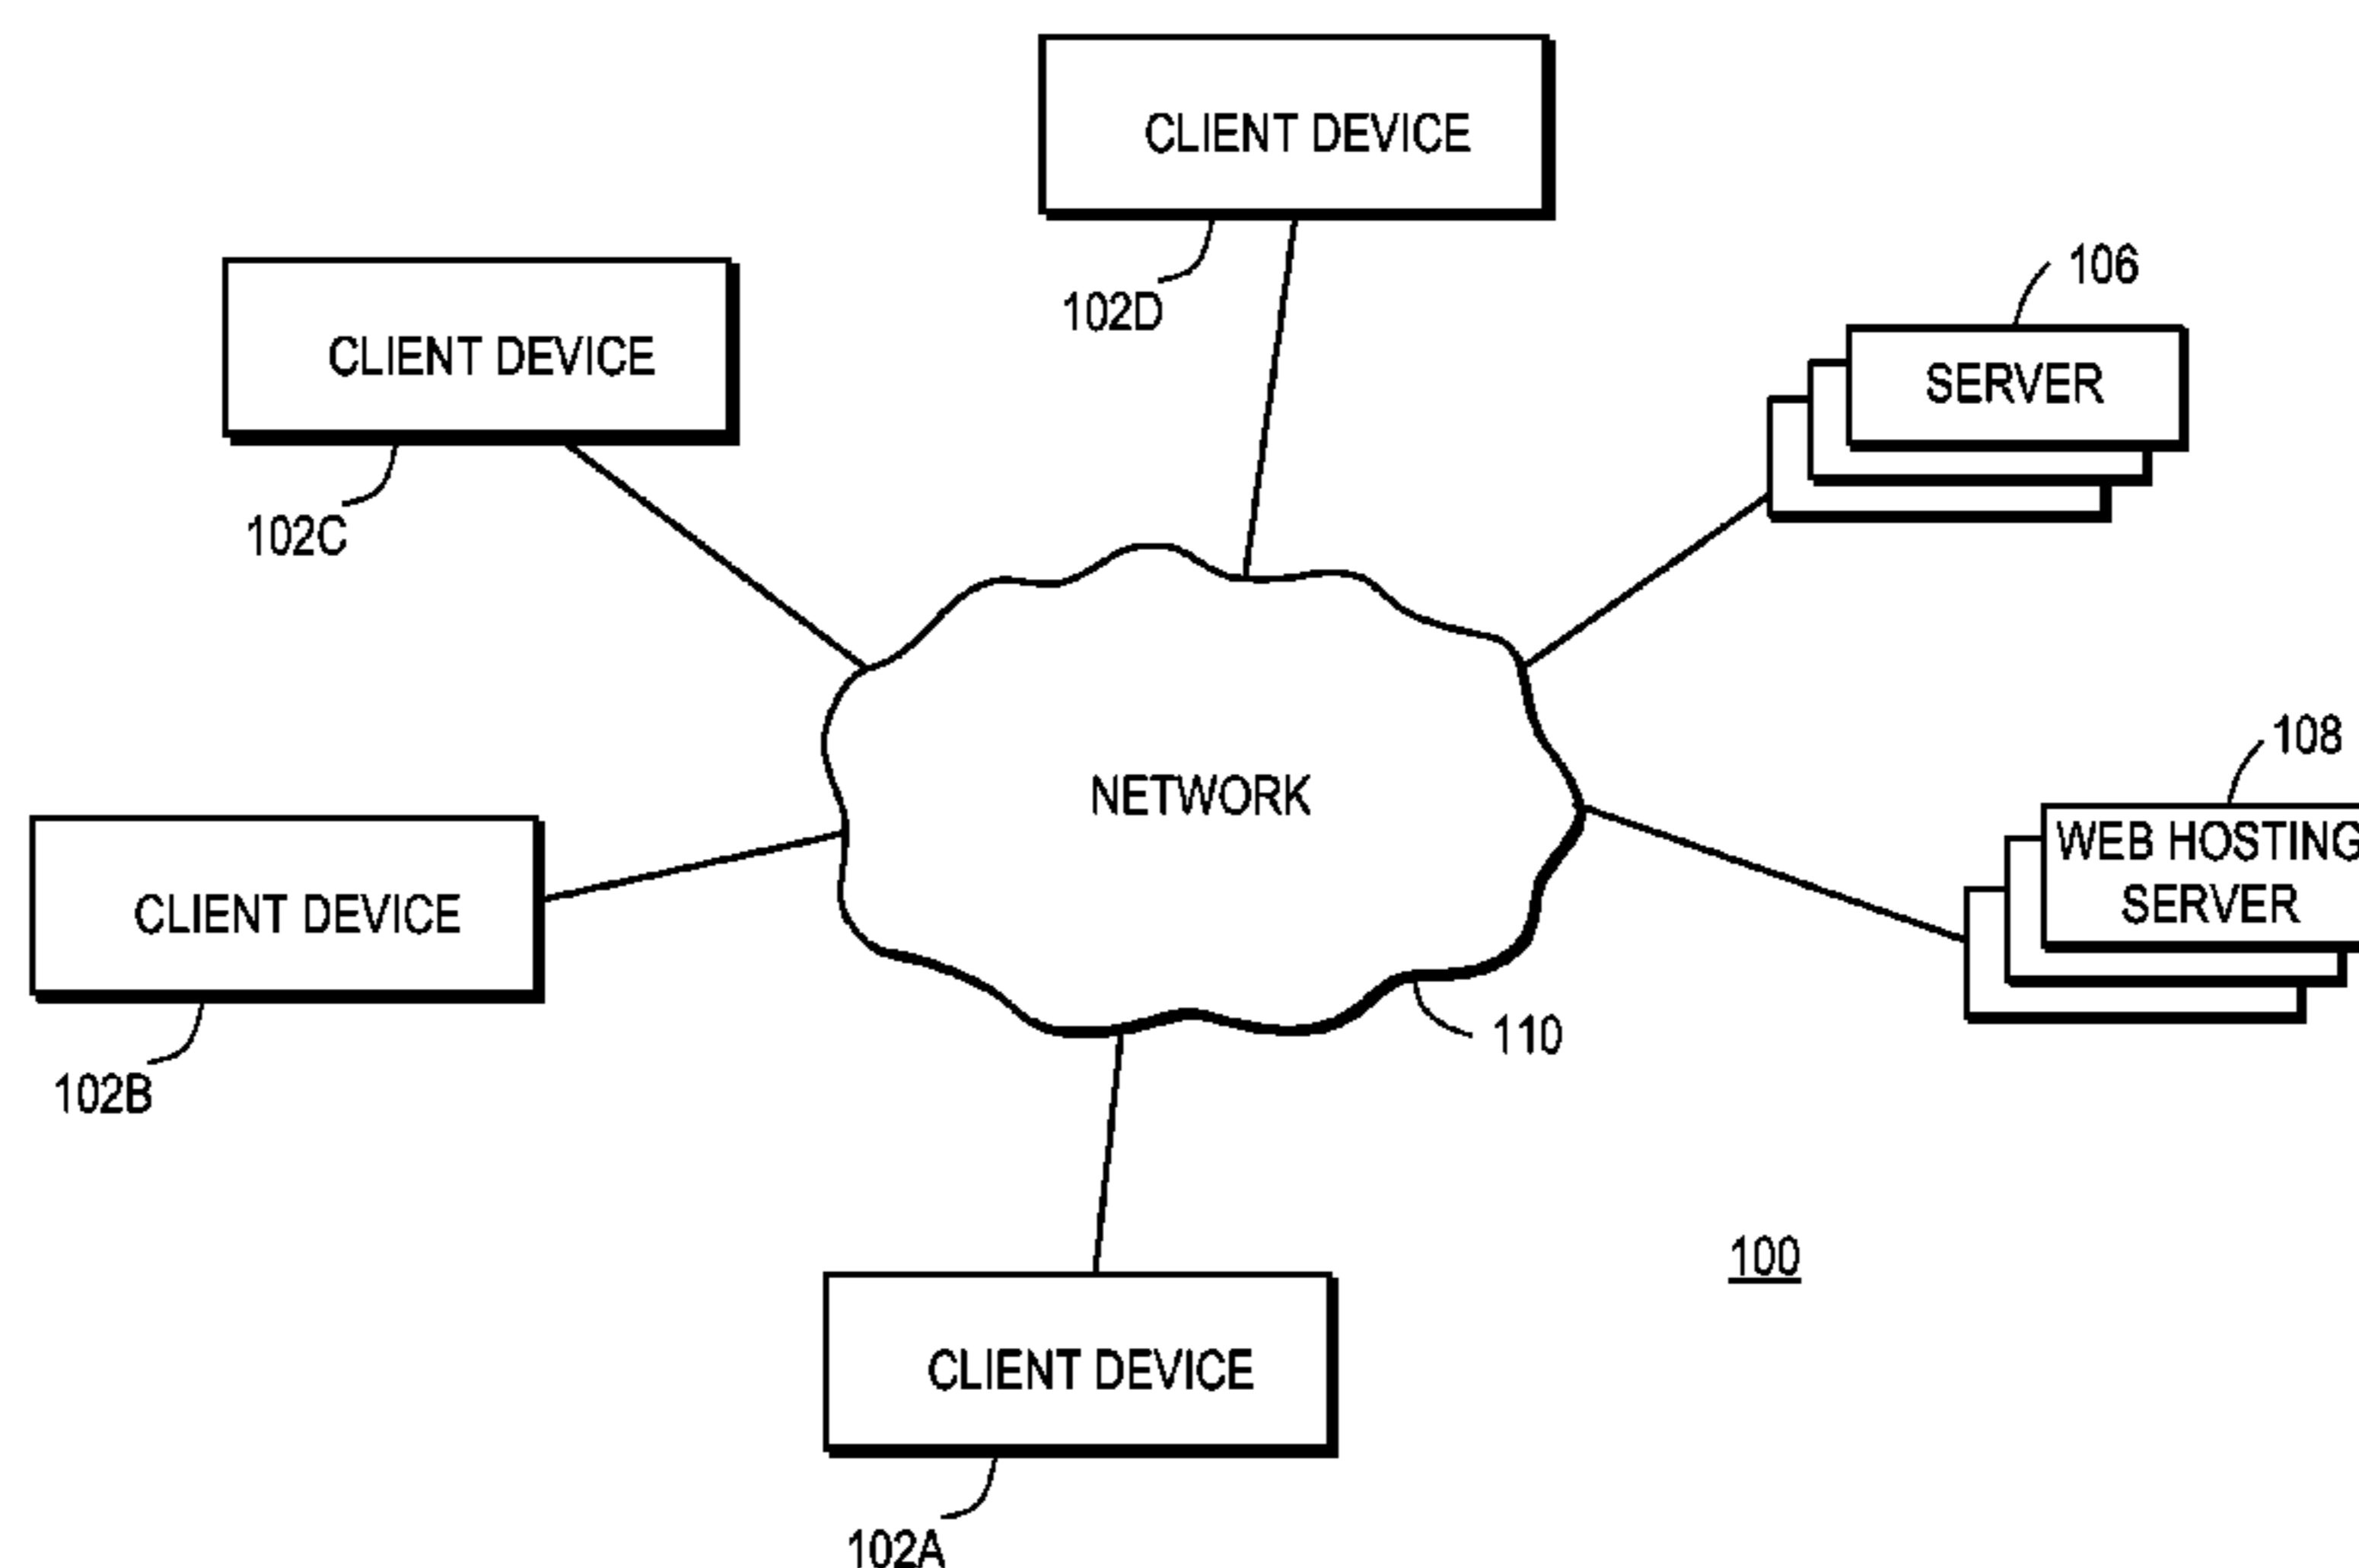 CLIENT DEVICE
102D
106
SERVER
CLIENT DEVICE
102C
108
WEB HOSTING
SERVER
NETWORK
CLIENT DEVICE
110
102B
100
CLIENT DEVICE
102A